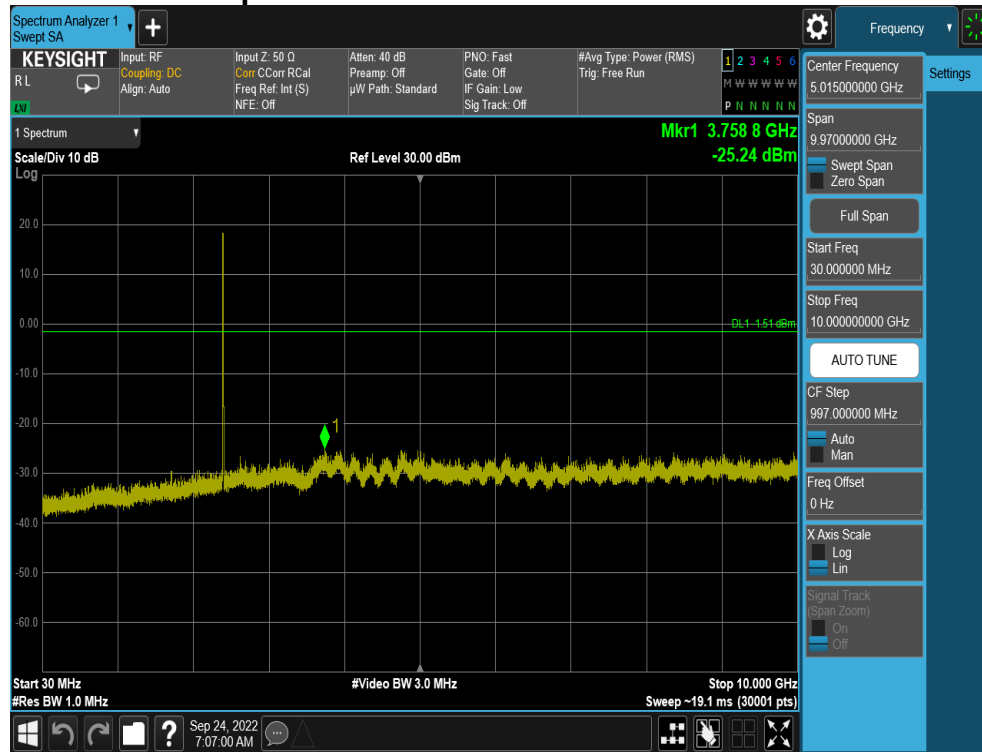 Spectrum Analyzer 1
Swept SA
+
Frequency
KEYSIGHT
R L
LXI
Input: RF
Coupling: DC
Align: Auto
Input Z: 50 Ω
Corr CCorr RCal
Freq Ref: Int (S)
NFE: Off
Atten: 40 dB
Preamp: Off
µW Path: Standard
PNO: Fast
Gate: Off
IF Gain: Low
Sig Track: Off
#Avg Type: Power (RMS)
Trig: Free Run
1 2 3 4 5 6
M W W W W W
P N N N N N
1 Spectrum
Scale/Div 10 dB
Log
Ref Level 30.00 dBm
Mkr1 3.758 8 GHz
-25.24 dBm
20.0
10.0
0.00
DL1 -1.51 dBm
-10.0
-20.0
1
-30.0
-40.0
-50.0
-60.0
Start 30 MHz
#Res BW 1.0 MHz
#Video BW 3.0 MHz
Stop 10.000 GHz
Sweep ~19.1 ms (30001 pts)
?
Sep 24, 2022
7:07:00 AM
Settings
Center Frequency
5.015000000 GHz
Span
9.97000000 GHz
Swept Span
Zero Span
Full Span
Start Freq
30.000000 MHz
Stop Freq
10.000000000 GHz
AUTO TUNE
CF Step
997.000000 MHz
Auto
Man
Freq Offset
0 Hz
X Axis Scale
Log
Lin
Signal Track
(Span Zoom)
On
Off